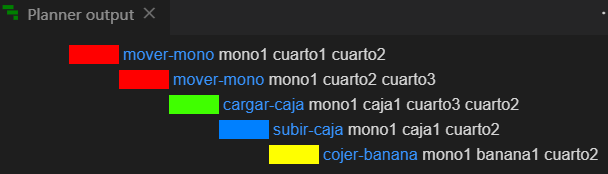 Planner output
mover-mono mono1 cuarto1 cuarto2
mover-mono mono1 cuarto2 cuarto3
cargar-caja mono1 caja1 cuarto3 cuarto2
subir-caja mono1 caja1 cuarto2
cojer-banana mono1 banana1 cuarto2